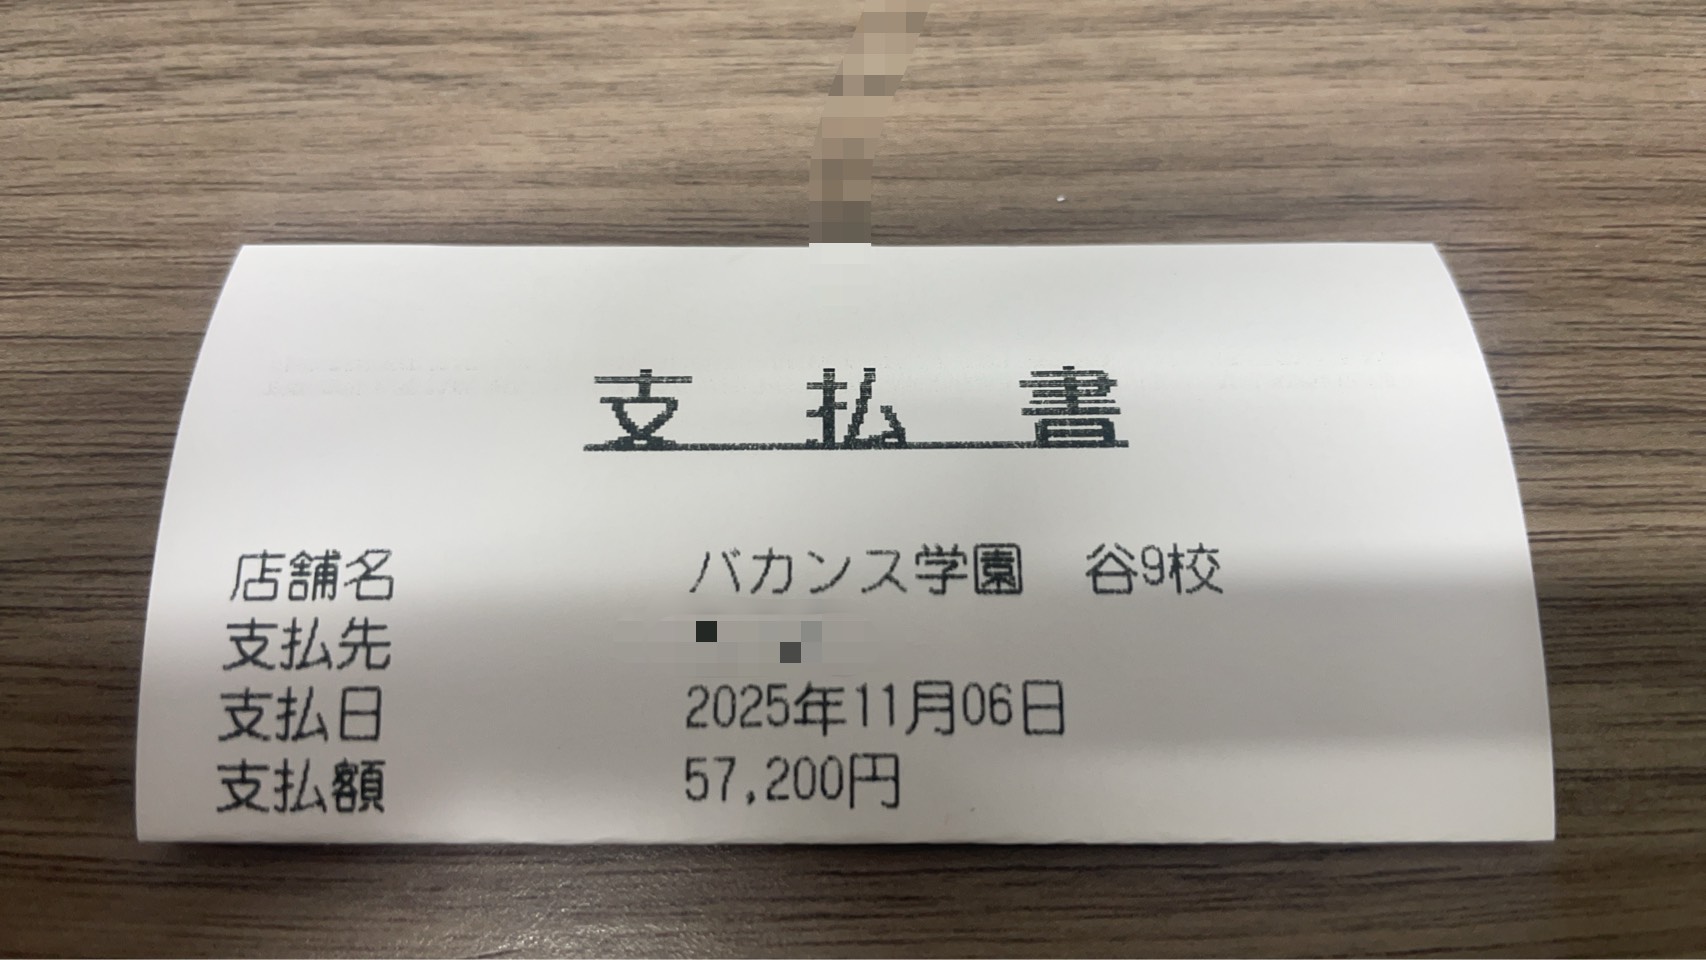 支 払 書
店舗名 バカンス学園 谷9校
支払先
支払日 2025年11月06日
支払額 57,200円